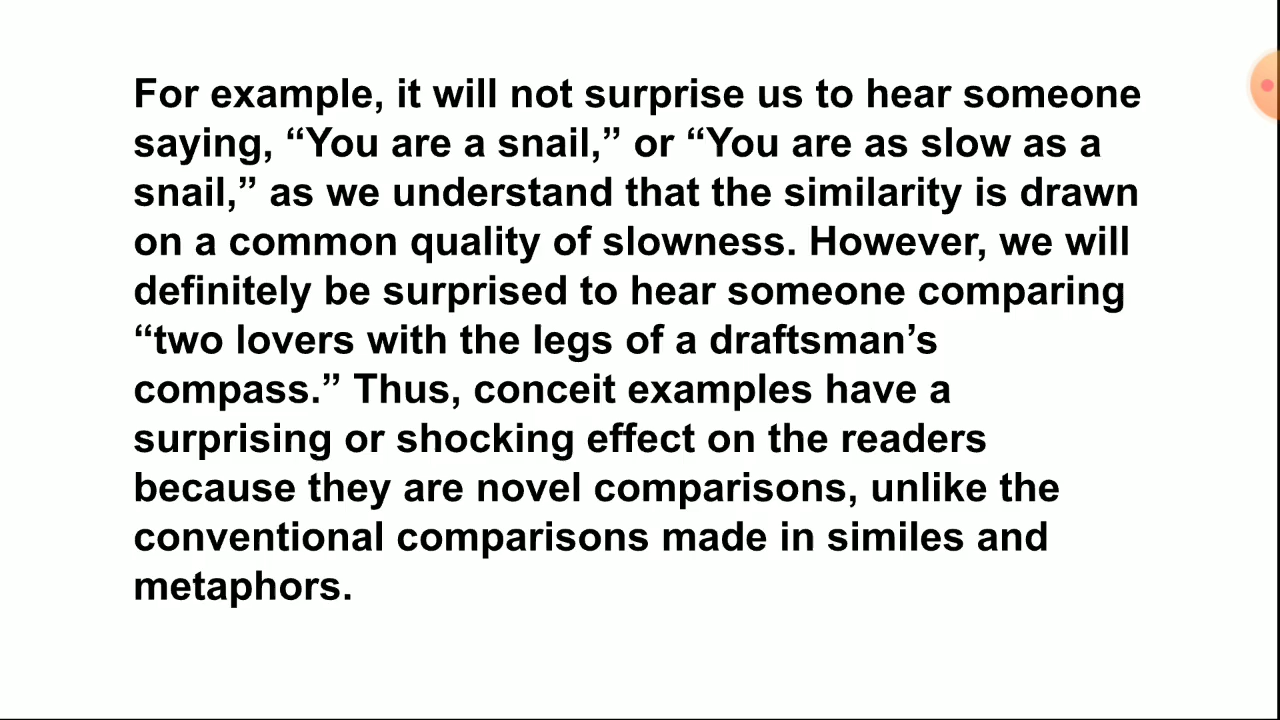 For example, it will not surprise us to hear someone
saying, “You are a snail,” or “You are as slow as a
snail,” as we understand that the similarity is drawn
on a common quality of slowness. However, we will
definitely be surprised to hear someone comparing
“two lovers with the legs of a draftsman’s
compass.” Thus, conceit examples have a
surprising or shocking effect on the readers
because they are novel comparisons, unlike the
conventional comparisons made in similes and
metaphors.